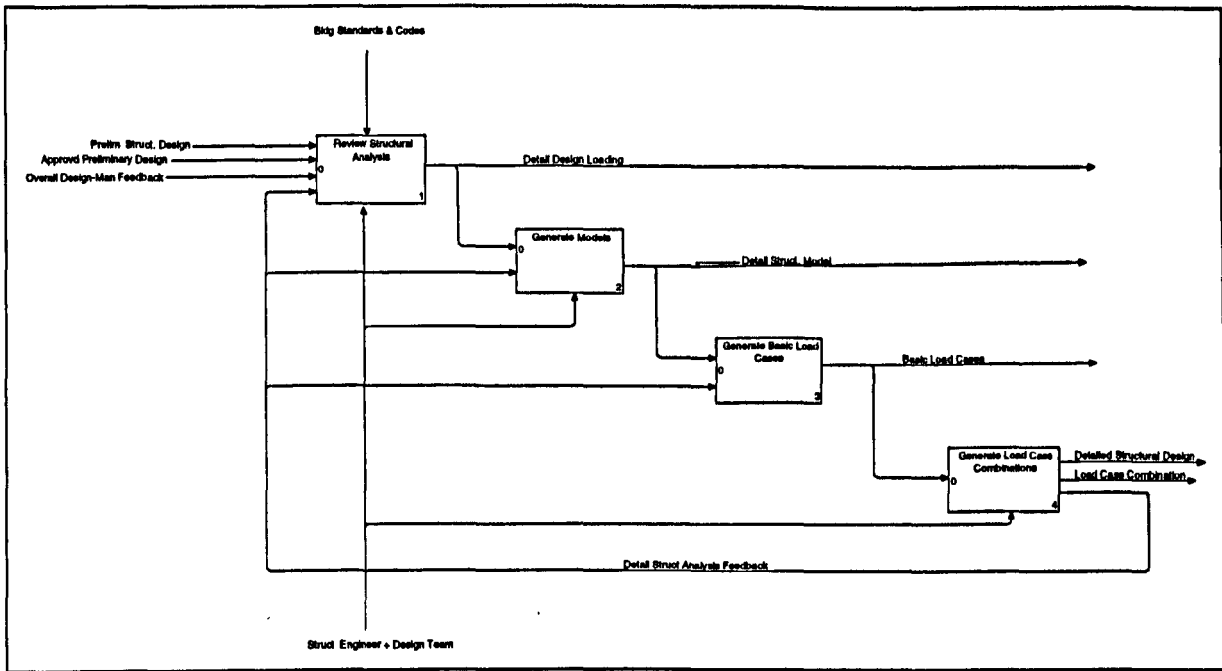 Bldg Standards & Codes
Prelim Struct. Design
Approvd Preliminary Design
Overall Design-Man Feedback
0
Review Structural
Analysis
1
Detail Design Loading
Generate Models
0
2
Detail Struct. Model
Generate Basic Load
Cases
0
3
Basic Load Cases
Generate Load Case
Combinations
0
4
Detailed Structural Design
Load Case Combination
Detail Struct Analysis Feedback
Struct Engineer + Design Team